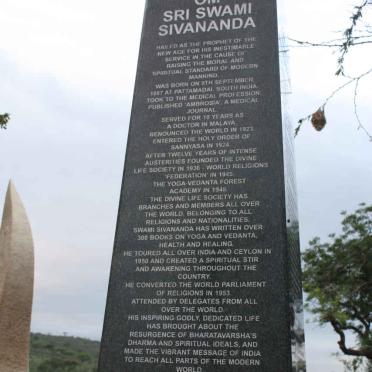 OM
SRI SWAMI
SIVANANDA
HAILED AS THE PROPHET OF THE
NEW AGE FOR HIS INESTIMABLE
SERVICE IN THE CAUSE OF
RAISING THE MORAL AND
SPIRITUAL STANDARD OF MODERN
MANKIND.
WAS BORN ON 8TH SEPTEMBER
1887 AT PATTAMADAI, SOUTH INDIA.
TOOK TO THE MEDICAL PROFESSION,
PUBLISHED 'AMBROSIA', A MEDICAL
JOURNAL.
SERVED FOR 10 YEARS AS
A DOCTOR IN MALAYA.
RENOUNCED THE WORLD IN 1923.
ENTERED THE HOLY ORDER OF
SANNYASA IN 1924.
AFTER TWELVE YEARS OF INTENSE
AUSTERITIES FOUNDED THE DIVINE
LIFE SOCIETY IN 1936 - WORLD RELIGIONS
'FEDERATION' IN 1945.
THE YOGA-VEDANTA FOREST
ACADEMY IN 1948.
THE DIVINE LIFE SOCIETY HAS
BRANCHES AND MEMBERS ALL OVER
THE WORLD, BELONGING TO ALL
RELIGIONS AND NATIONALITIES.
SWAMI SIVANANDA HAS WRITTEN OVER
300 BOOKS ON YOGA AND VEDANTA,
HEALTH AND HEALING.
HE TOURED ALL OVER INDIA AND CEYLON IN
1950 AND CREATED A SPIRITUAL STIR
AND AWAKENING THROUGHOUT THE
COUNTRY.
HE CONVERTED THE WORLD PARLIAMENT
OF RELIGIONS IN 1953.
ATTENDED BY DELEGATES FROM ALL
OVER THE WORLD.
HIS INSPIRING GODLY, DEDICATED LIFE
HAS BROUGHT ABOUT THE
RESURGENCE OF BHARATAVARSHA'S
DHARMA AND SPIRITUAL IDEALS, AND
MADE THE VIBRANT MESSAGE OF INDIA
TO REACH ALL PARTS OF THE MODERN
WORLD